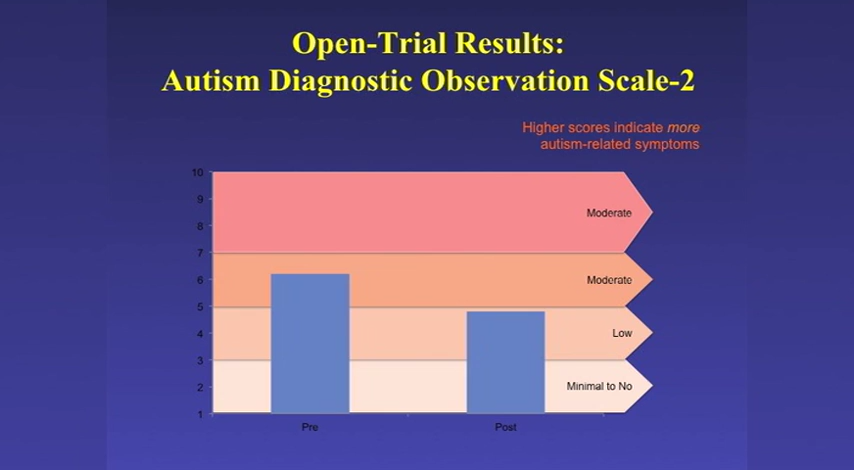 Open-Trial Results:
Autism Diagnostic Observation Scale-2
Higher scores indicate more
autism-related symptoms
10
9
8
7
6
5
4
3
2
1
Moderate
Moderate
Low
Minimal to No
Pre
Post